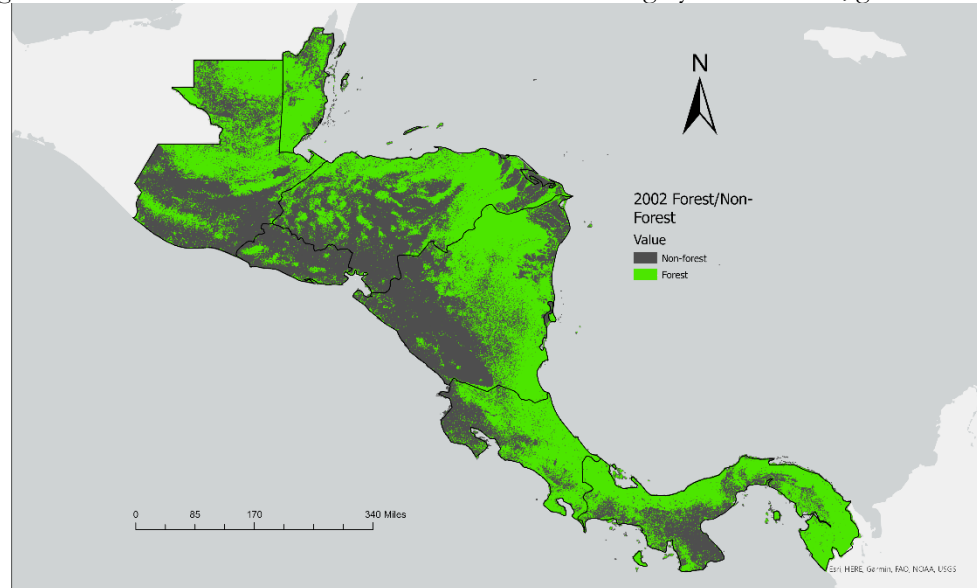 N
2002 Forest/Non-
Forest
Value
Non-forest
Forest
0 85 170 340 Miles
Esri, HERE, Garmin, FAO, NOAA, USGS